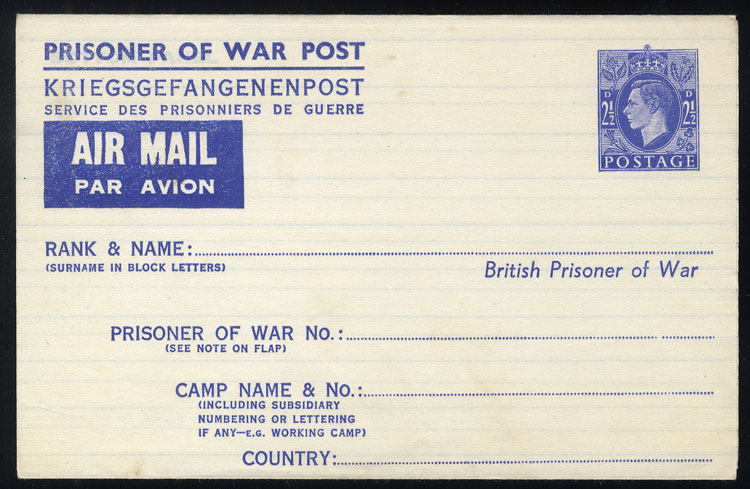 PRISONER OF WAR POST
KRIEGSGEFANGENENPOST
SERVICE DES PRISONNIERS DE GUERRE
AIR MAIL
PAR AVION
D D
2½ 2½
POSTAGE
RANK & NAME:
(SURNAME IN BLOCK LETTERS)
British Prisoner of War
PRISONER OF WAR No.:
(SEE NOTE ON FLAP)
CAMP NAME & No.:
(INCLUDING SUBSIDIARY
NUMBERING OR LETTERING
IF ANY—E.G. WORKING CAMP)
COUNTRY: